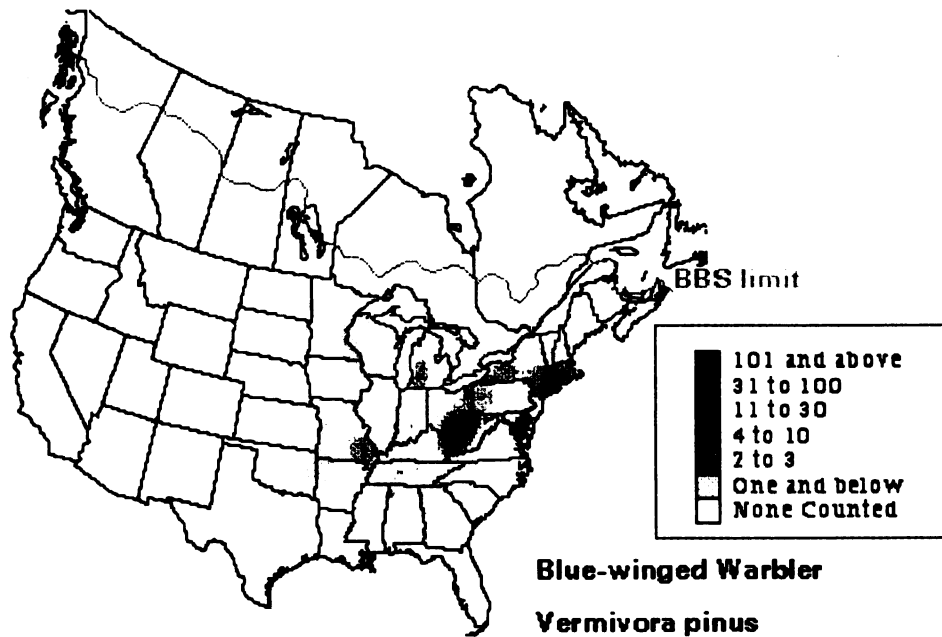 BBS limit
101 and above
31 to 100
11 to 30
4 to 10
2 to 3
One and below
None Counted
Blue-winged Warbler
Vermivora pinus